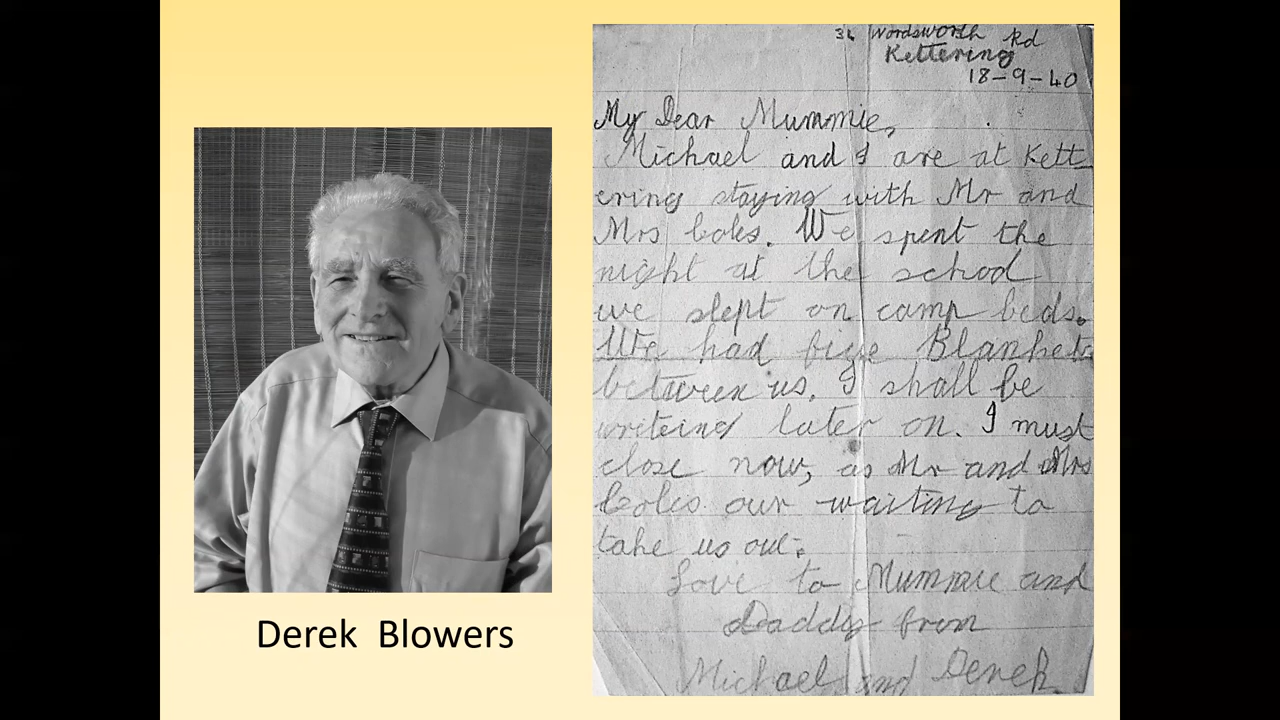 36 Wordsworth Rd
Kettering
18-9-40
My Dear Mummie,
Michael and I are at Kett
ering staying with Mr and
Mrs Coles. We spent the
night at the school
we slept on camp beds.
We had five Blankets
between us. I shall be
writeing later on. I must
close now, as Mr and Mrs
Coles our waiting to
take us out.
Love to Mummie and
Daddy from
Michael and Derek
Derek Blowers